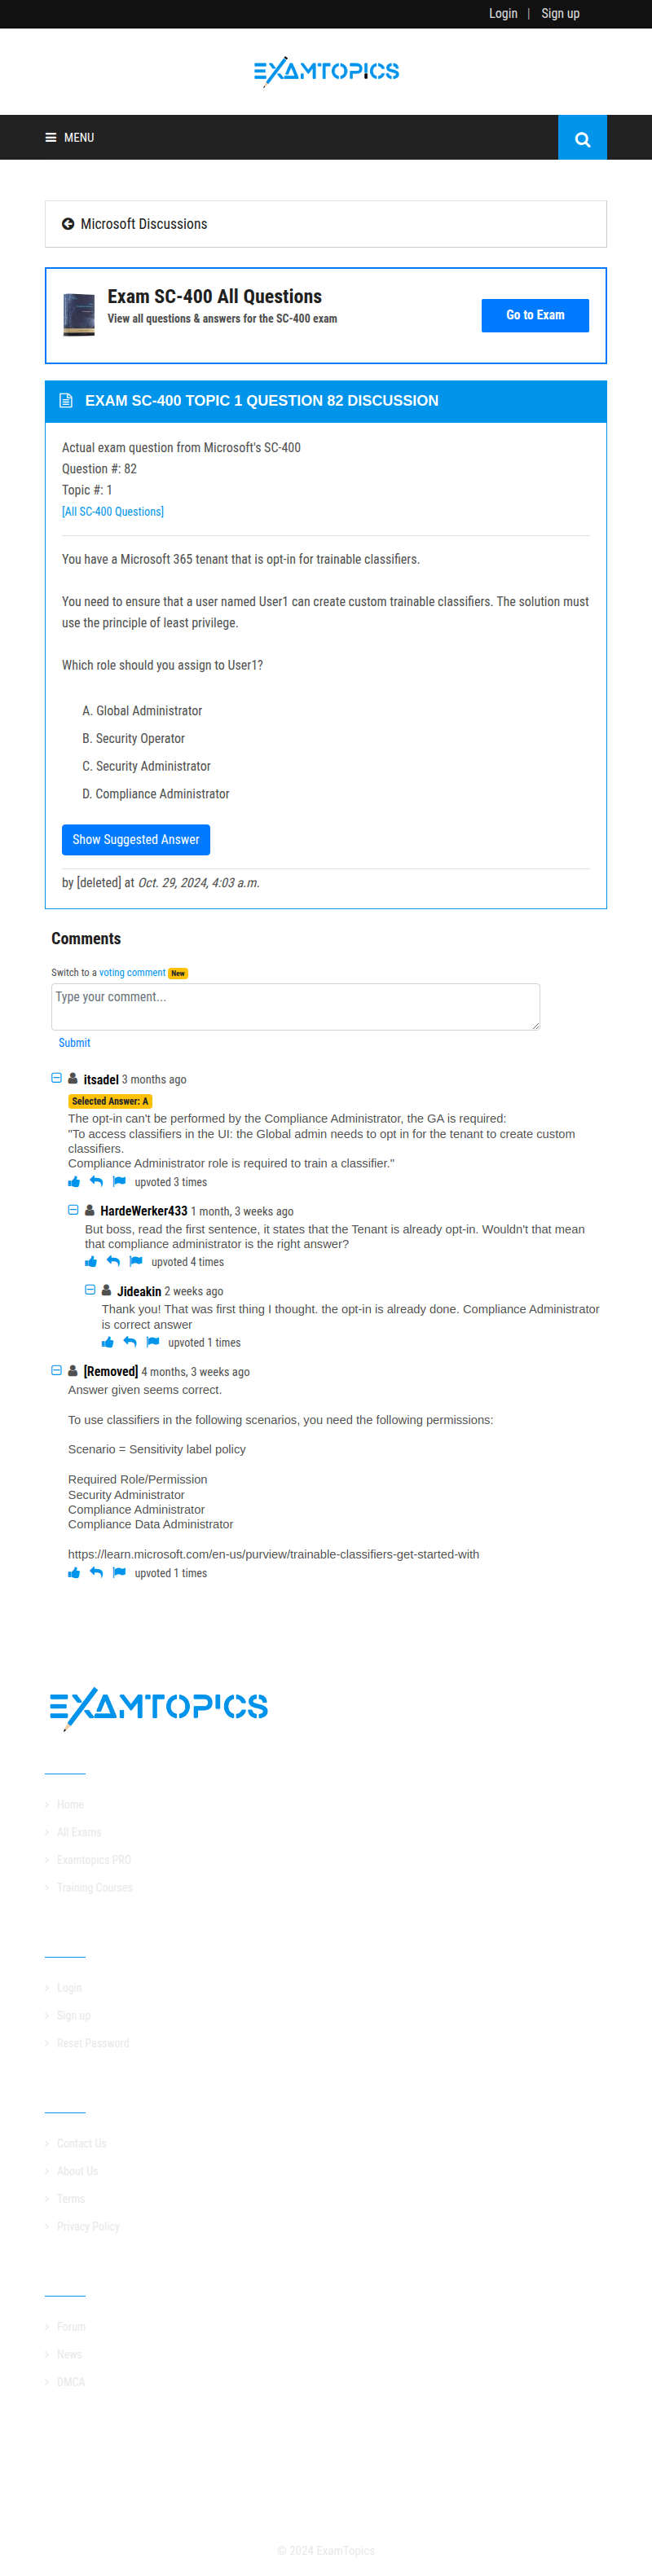 Login | Sign up
EXAMTOPICS
MENU
Microsoft Discussions
Exam SC-400 All Questions
View all questions & answers for the SC-400 exam
Go to Exam
EXAM SC-400 TOPIC 1 QUESTION 82 DISCUSSION
Actual exam question from Microsoft's SC-400
Question #: 82
Topic #: 1
[All SC-400 Questions]
You have a Microsoft 365 tenant that is opt-in for trainable classifiers.
You need to ensure that a user named User1 can create custom trainable classifiers. The solution must
use the principle of least privilege.
Which role should you assign to User1?
A. Global Administrator
B. Security Operator
C. Security Administrator
D. Compliance Administrator
Show Suggested Answer
by [deleted] at Oct. 29, 2024, 4:03 a.m.
Comments
Switch to a voting comment New
Type your comment...
Submit
itsadel 3 months ago
Selected Answer: A
The opt-in can't be performed by the Compliance Administrator, the GA is required:
"To access classifiers in the UI: the Global admin needs to opt in for the tenant to create custom
classifiers.
Compliance Administrator role is required to train a classifier."
upvoted 3 times
HardeWerker433 1 month, 3 weeks ago
But boss, read the first sentence, it states that the Tenant is already opt-in. Wouldn't that mean
that compliance administrator is the right answer?
upvoted 4 times
Jideakin 2 weeks ago
Thank you! That was first thing I thought. the opt-in is already done. Compliance Administrator
is correct answer
upvoted 1 times
[Removed] 4 months, 3 weeks ago
Answer given seems correct.
To use classifiers in the following scenarios, you need the following permissions:
Scenario = Sensitivity label policy
Required Role/Permission
Security Administrator
Compliance Administrator
Compliance Data Administrator
https://learn.microsoft.com/en-us/purview/trainable-classifiers-get-started-with
upvoted 1 times
EXAMTOPICS
Home
All Exams
Examtopics PRO
Training Courses
Login
Sign up
Reset Password
Contact Us
About Us
Terms
Privacy Policy
Forum
News
DMCA
© 2024 ExamTopics